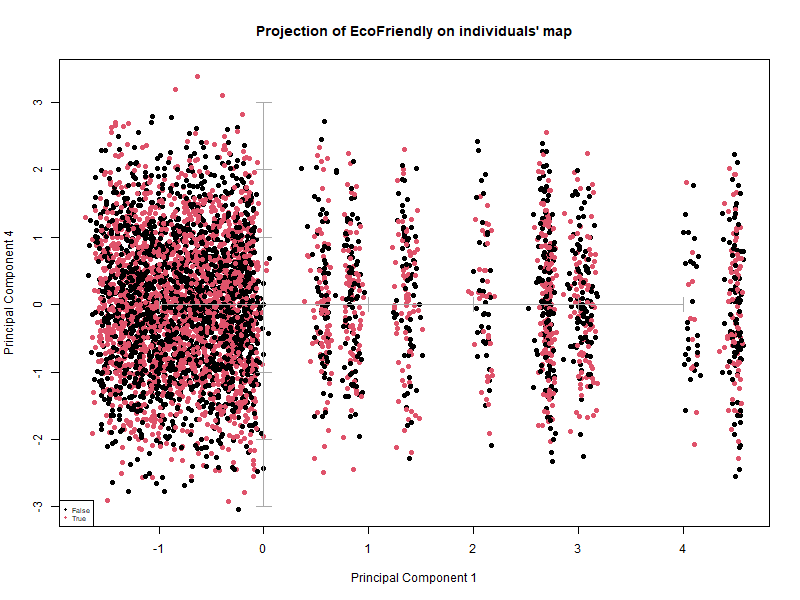 Projection of EcoFriendly on individuals' map
Principal Component 4
3
2
1
0
-1
-2
-3
False
True
-1
0
1
2
3
4
Principal Component 1